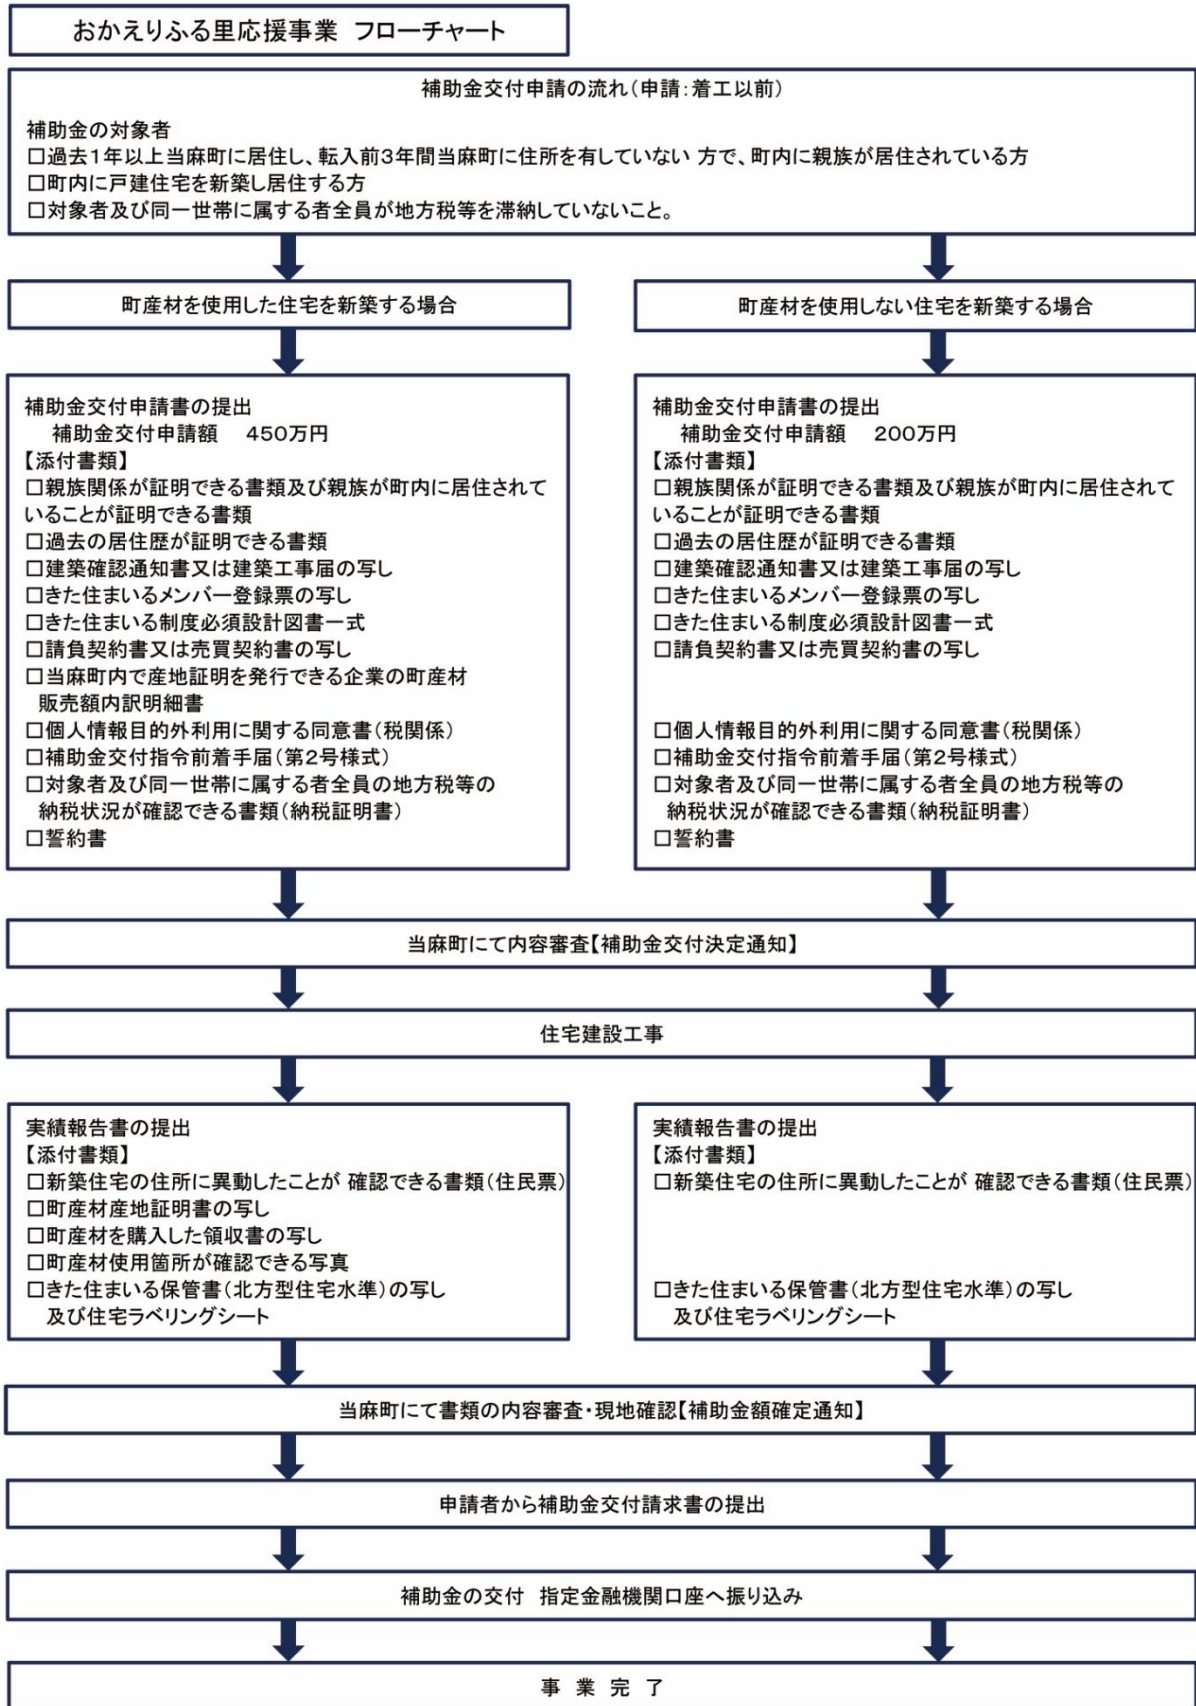 おかえりふる里応援事業 フローチャート
補助金交付申請の流れ(申請:着工以前)
補助金の対象者
□過去1年以上当麻町に居住し、転入前3年間当麻町に住所を有していない 方で、町内に親族が居住されている方
□町内に戸建住宅を新築し居住する方
□対象者及び同一世帯に属する者全員が地方税等を滞納していないこと。
町産材を使用した住宅を新築する場合
補助金交付申請書の提出
補助金交付申請額 450万円
【添付書類】
□親族関係が証明できる書類及び親族が町内に居住されて
いることが証明できる書類
□過去の居住歴が証明できる書類
□建築確認通知書又は建築工事届の写し
□きた住まいるメンバー登録票の写し
□きた住まいる制度必須設計図書一式
□請負契約書又は売買契約書の写し
□当麻町内で産地証明を発行できる企業の町産材
販売額内訳明細書
□個人情報目的外利用に関する同意書(税関係)
□補助金交付指令前着手届(第2号様式)
□対象者及び同一世帯に属する者全員の地方税等の
納税状況が確認できる書類(納税証明書)
□誓約書
町産材を使用しない住宅を新築する場合
補助金交付申請書の提出
補助金交付申請額 200万円
【添付書類】
□親族関係が証明できる書類及び親族が町内に居住されて
いることが証明できる書類
□過去の居住歴が証明できる書類
□建築確認通知書又は建築工事届の写し
□きた住まいるメンバー登録票の写し
□きた住まいる制度必須設計図書一式
□請負契約書又は売買契約書の写し
□個人情報目的外利用に関する同意書(税関係)
□補助金交付指令前着手届(第2号様式)
□対象者及び同一世帯に属する者全員の地方税等の
納税状況が確認できる書類(納税証明書)
□誓約書
当麻町にて内容審査【補助金交付決定通知】
住宅建設工事
実績報告書の提出
【添付書類】
□新築住宅の住所に異動したことが 確認できる書類(住民票)
□町産材産地証明書の写し
□町産材を購入した領収書の写し
□町産材使用箇所が確認できる写真
□きた住まいる保管書(北方型住宅水準)の写し
及び住宅ラベリングシート
実績報告書の提出
【添付書類】
□新築住宅の住所に異動したことが 確認できる書類(住民票)
□きた住まいる保管書(北方型住宅水準)の写し
及び住宅ラベリングシート
当麻町にて書類の内容審査・現地確認【補助金額確定通知】
申請者から補助金交付請求書の提出
補助金の交付 指定金融機関口座へ振り込み
事 業 完 了